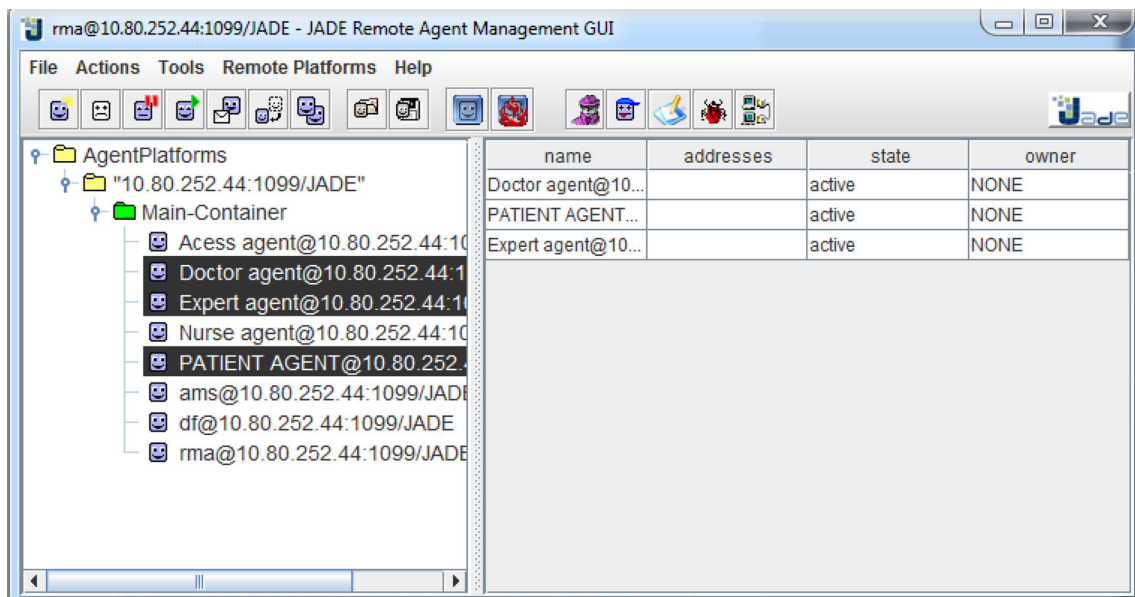 rma@10.80.252.44:1099/JADE - JADE Remote Agent Management GUI
File Actions Tools Remote Platforms Help
Jade
AgentPlatforms
"10.80.252.44:1099/JADE"
Main-Container
Acess agent@10.80.252.44:10
Doctor agent@10.80.252.44:1
Expert agent@10.80.252.44:10
Nurse agent@10.80.252.44:10
PATIENT AGENT@10.80.252.4
ams@10.80.252.44:1099/JADE
df@10.80.252.44:1099/JADE
rma@10.80.252.44:1099/JADE
name addresses state owner
Doctor agent@10... active NONE
PATIENT AGENT... active NONE
Expert agent@10... active NONE